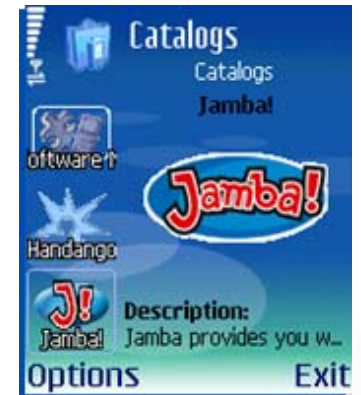 Catalogs
Catalogs
Jamba!
oftware
Jamba!
Handango
J!
Jamba!
Description:
Jamba provides you w...
Options
Exit